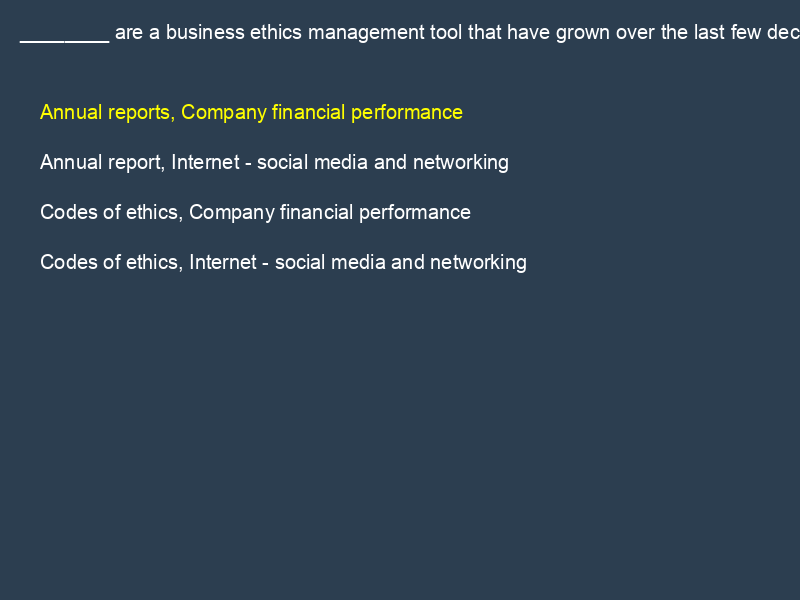 ________ are a business ethics management tool that have grown over the last few dec
Annual reports, Company financial performance
Annual report, Internet - social media and networking
Codes of ethics, Company financial performance
Codes of ethics, Internet - social media and networking